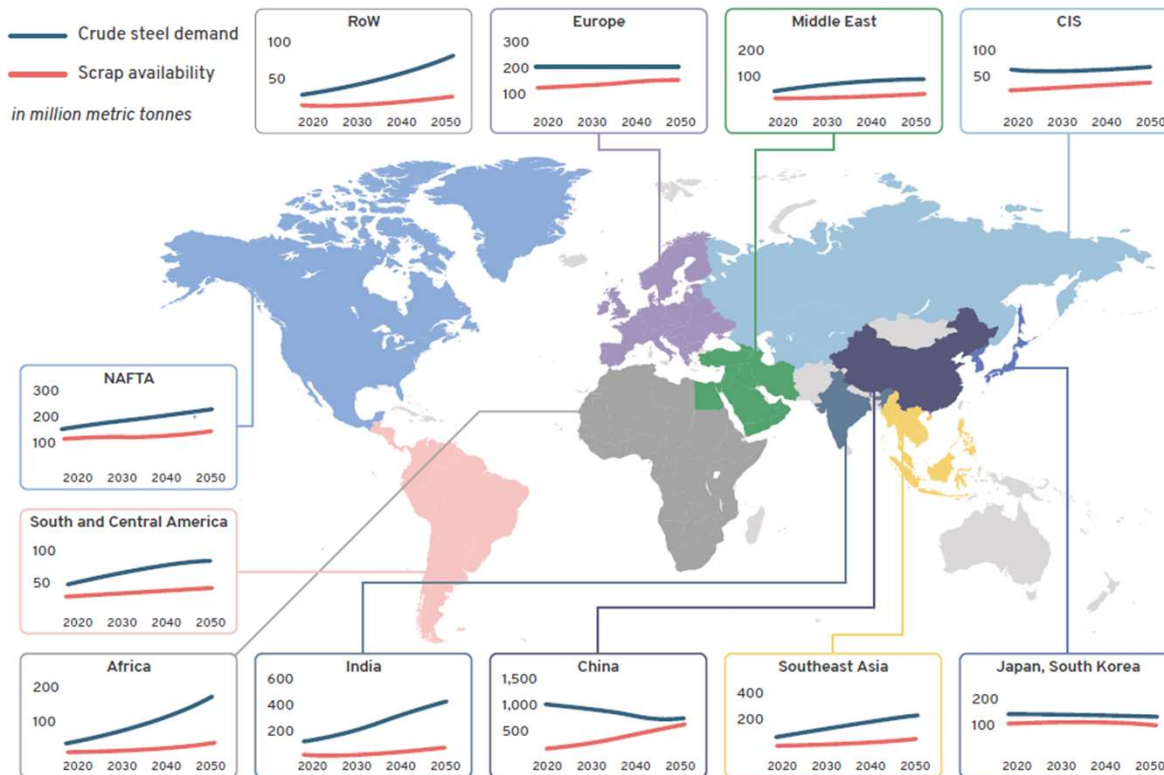 Crude steel demand
Scrap availability
in million metric tonnes
RoW
100
50
2020 2030 2040 2050
Europe
300
200
100
2020 2030 2040 2050
Middle East
200
100
2020 2030 2040 2050
CIS
100
50
2020 2030 2040 2050
NAFTA
300
200
100
2020 2030 2040 2050
South and Central America
100
50
2020 2030 2040 2050
Africa
200
100
2020 2030 2040 2050
India
600
400
200
2020 2030 2040 2050
China
1,500
1,000
500
2020 2030 2040 2050
Southeast Asia
400
200
2020 2030 2040 2050
Japan, South Korea
200
100
2020 2030 2040 2050